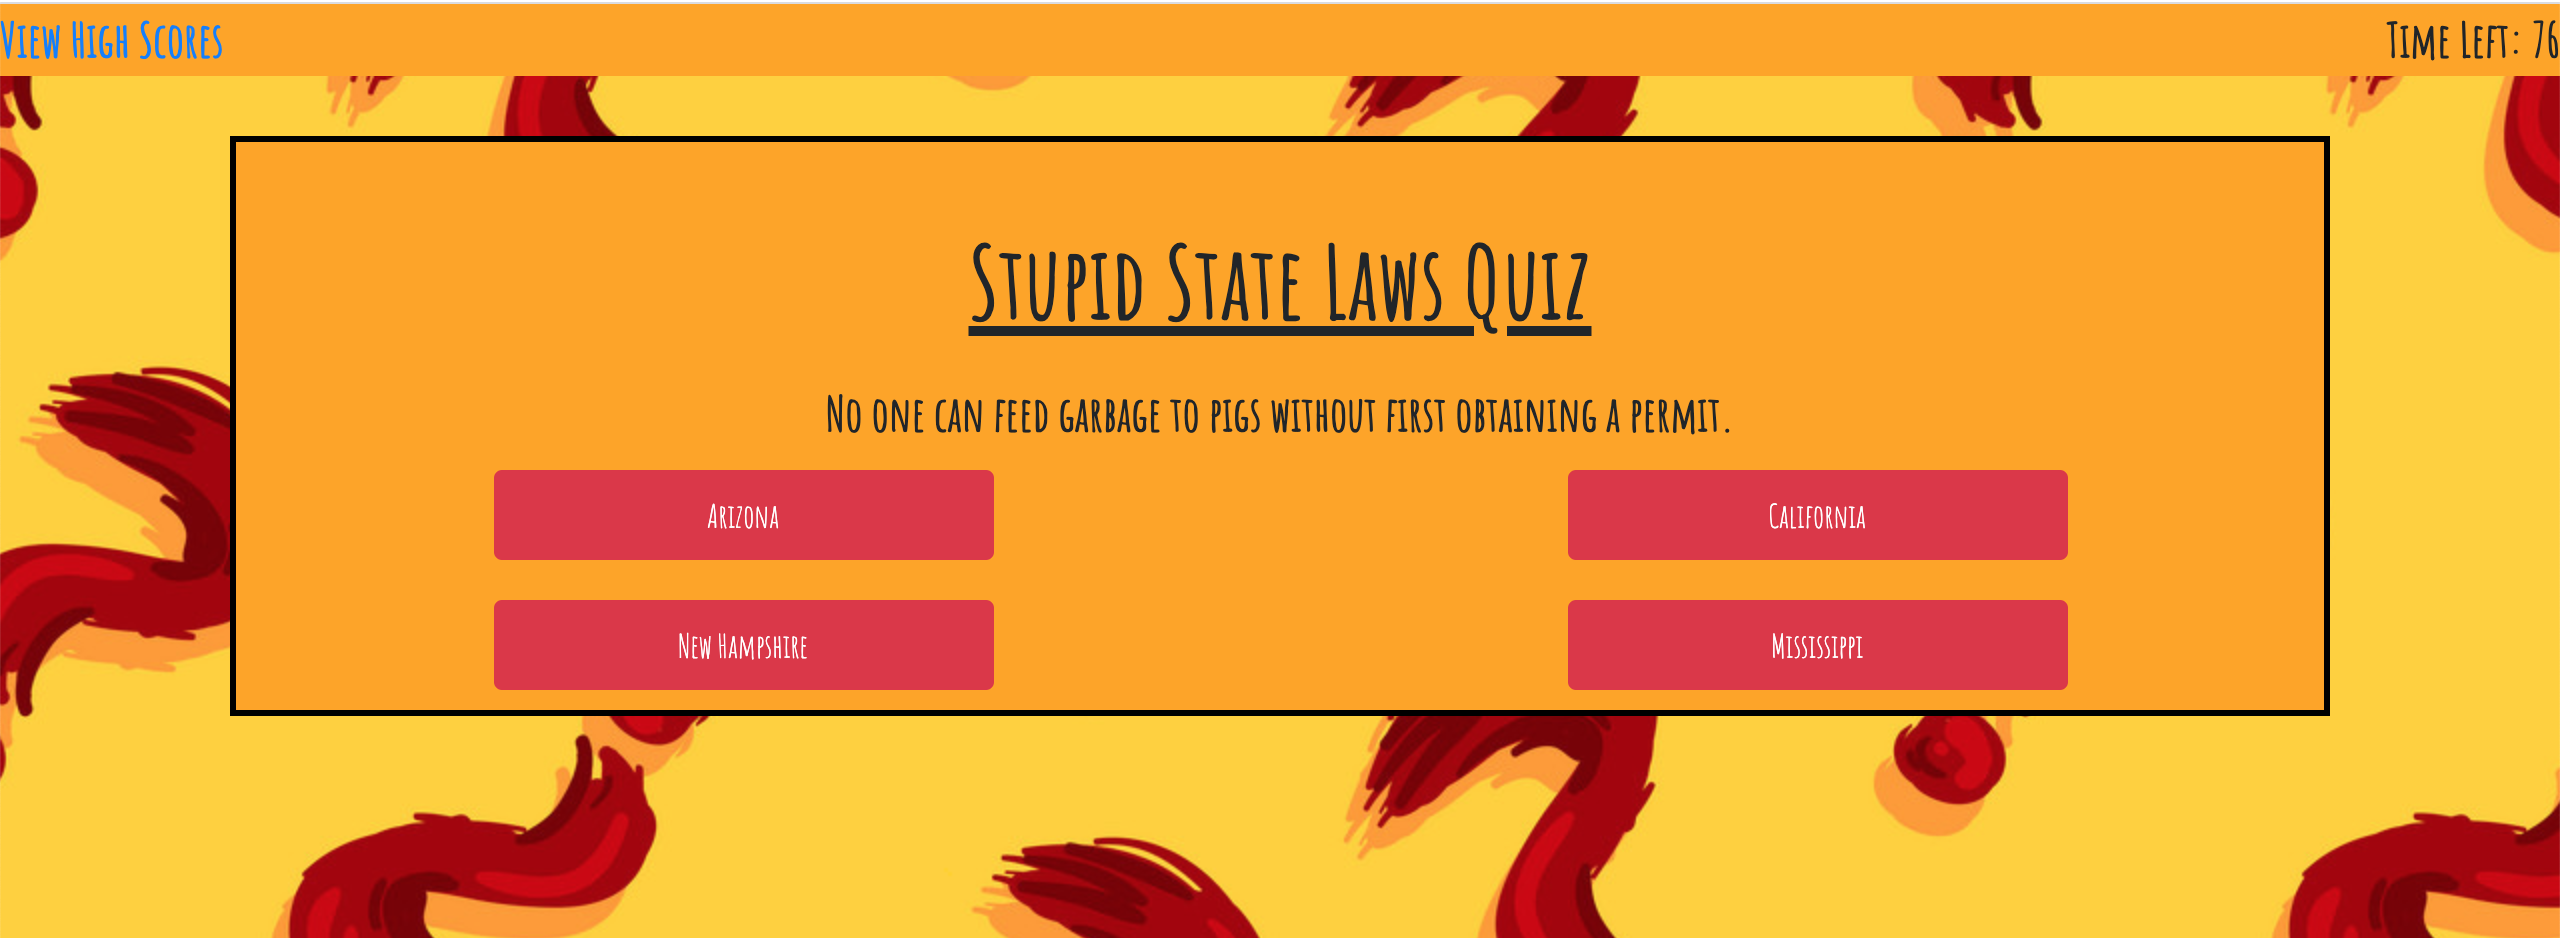 View High Scores
Time Left: 76
Stupid State Laws Quiz
No one can feed garbage to pigs without first obtaining a permit.
Arizona
California
New Hampshire
Mississippi